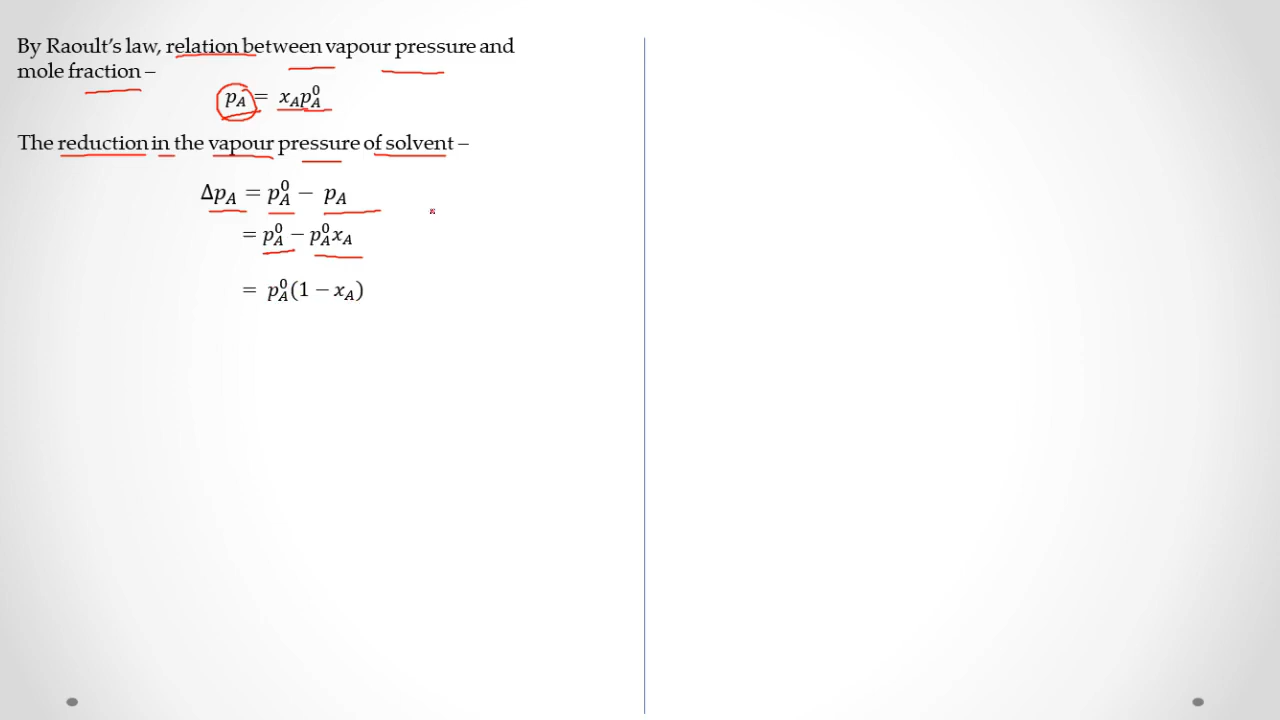 By Raoult’s law, relation between vapour pressure and
mole fraction –
p_A = x_A p_A^0
The reduction in the vapour pressure of solvent –
Δp_A = p_A^0 − p_A
= p_A^0 − p_A^0 x_A
= p_A^0 (1 − x_A)